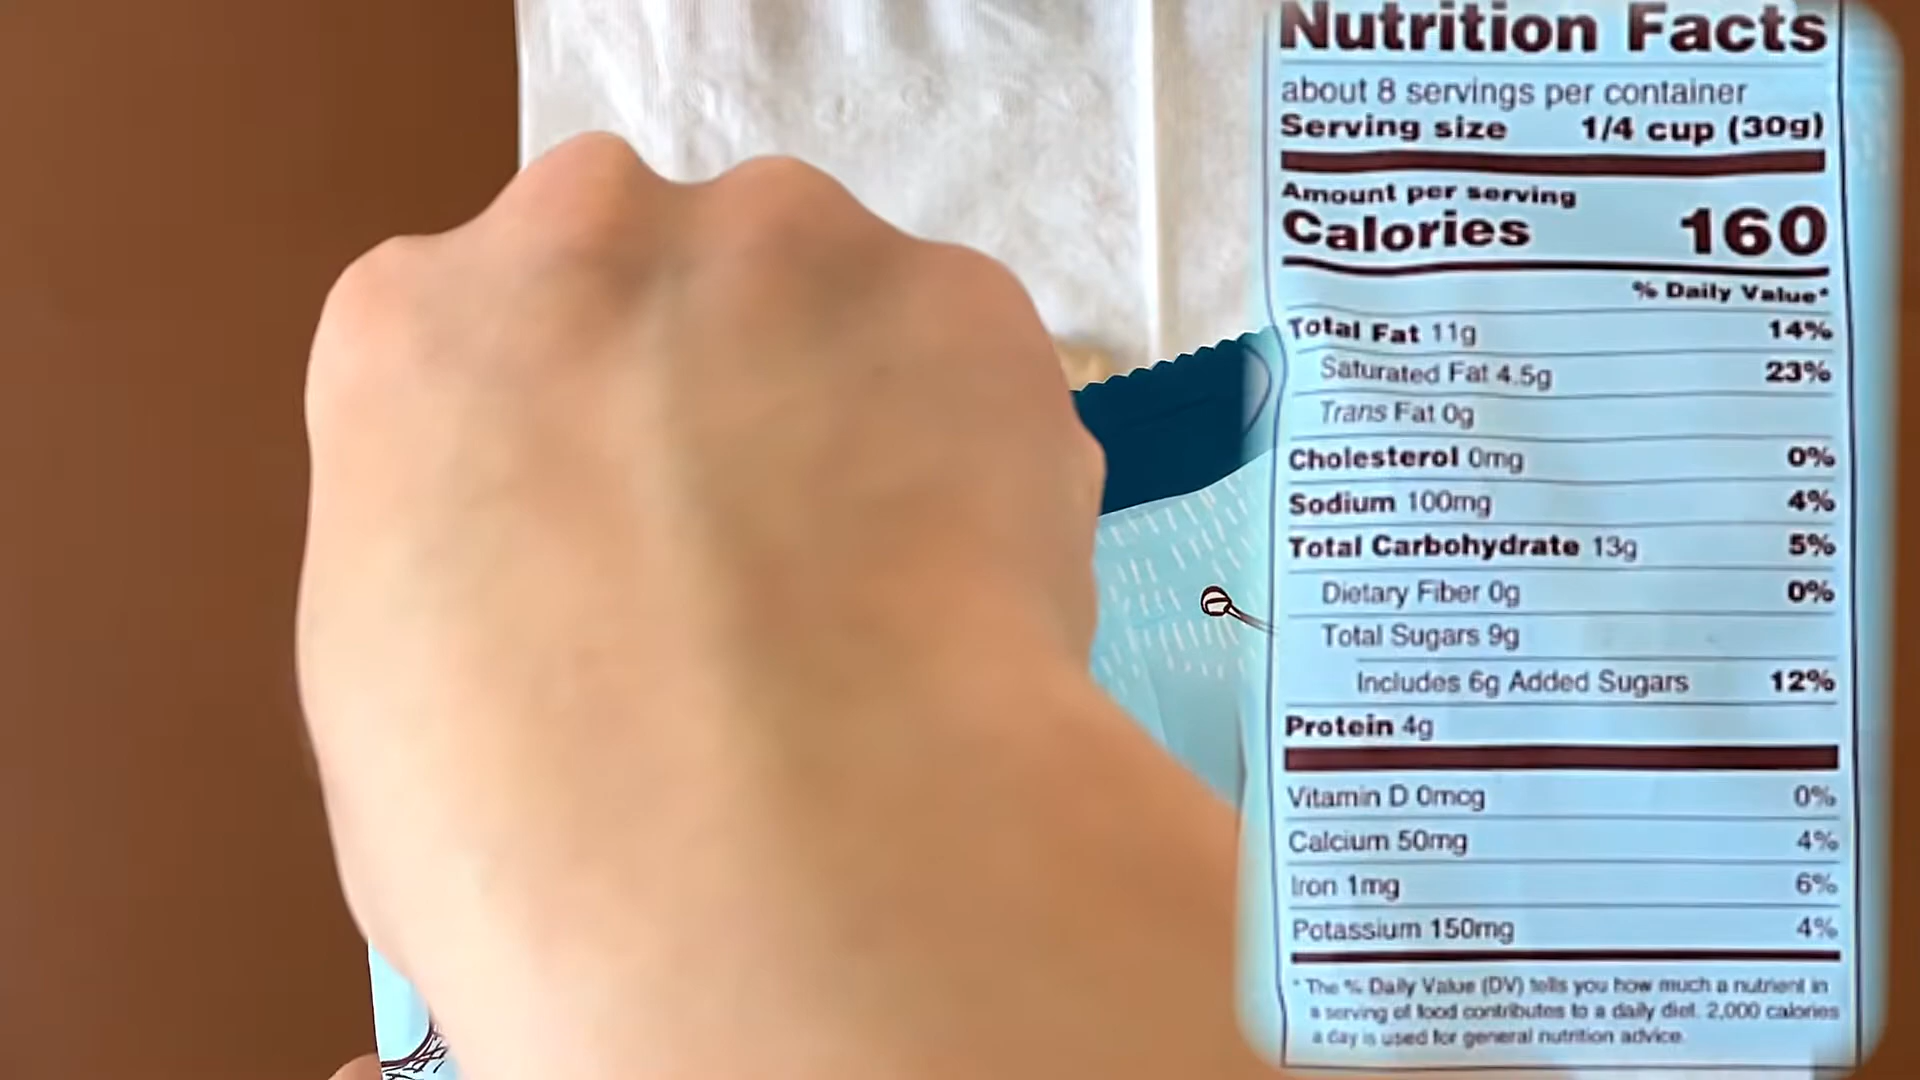 Nutrition Facts
about 8 servings per container
Serving size 1/4 cup (30g)
Amount per serving
Calories 160
% Daily Value*
Total Fat 11g 14%
Saturated Fat 4.5g 23%
Trans Fat 0g
Cholesterol 0mg 0%
Sodium 100mg 4%
Total Carbohydrate 13g 5%
Dietary Fiber 0g 0%
Total Sugars 9g
Includes 6g Added Sugars 12%
Protein 4g
Vitamin D 0mcg 0%
Calcium 50mg 4%
Iron 1mg 6%
Potassium 150mg 4%
* The % Daily Value (DV) tells you how much a nutrient in
a serving of food contributes to a daily diet. 2,000 calories
a day is used for general nutrition advice.